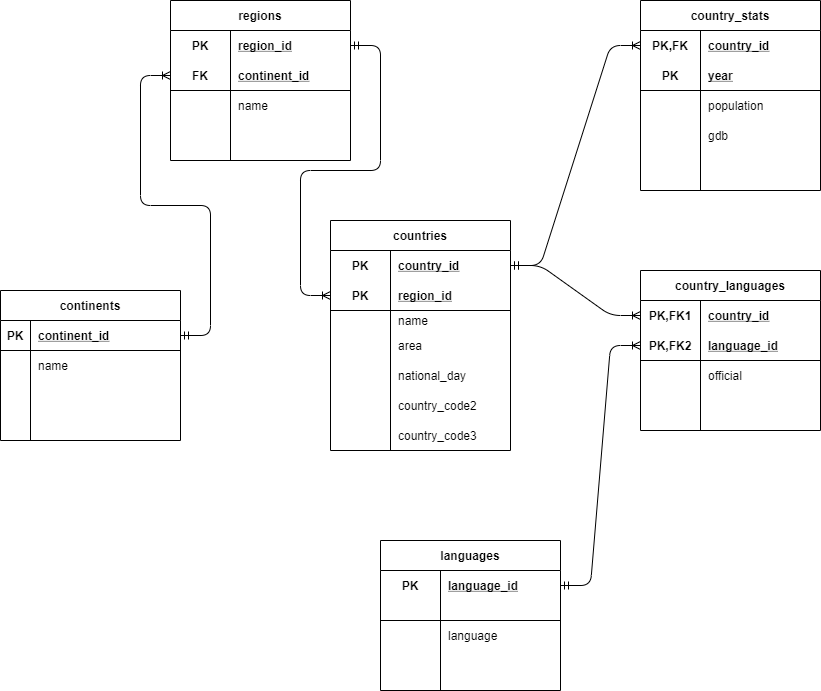 regions
PK region_id
FK continent_id
name
country_stats
PK,FK country_id
PK year
population
gdb
countries
PK country_id
PK region_id
name
area
national_day
country_code2
country_code3
continents
PK continent_id
name
country_languages
PK,FK1 country_id
PK,FK2 language_id
official
languages
PK language_id
language